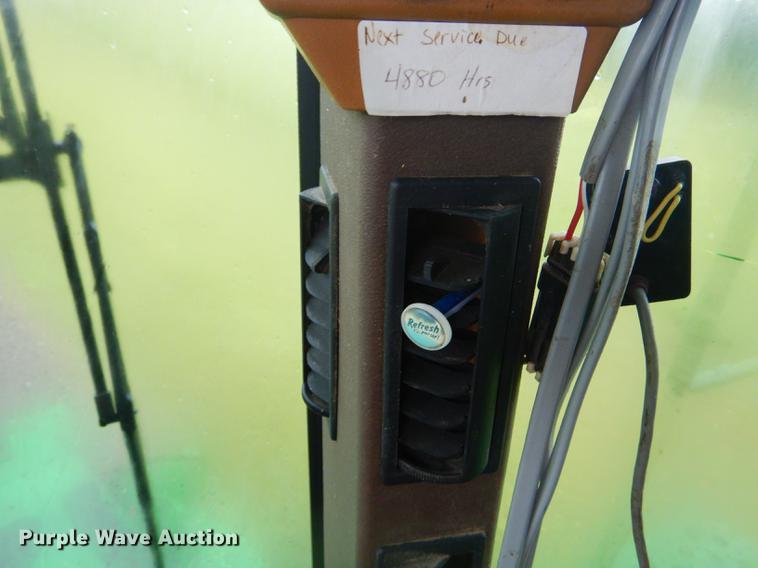 Next Service Due
4880 Hrs
Refresh
Purple Wave Auction